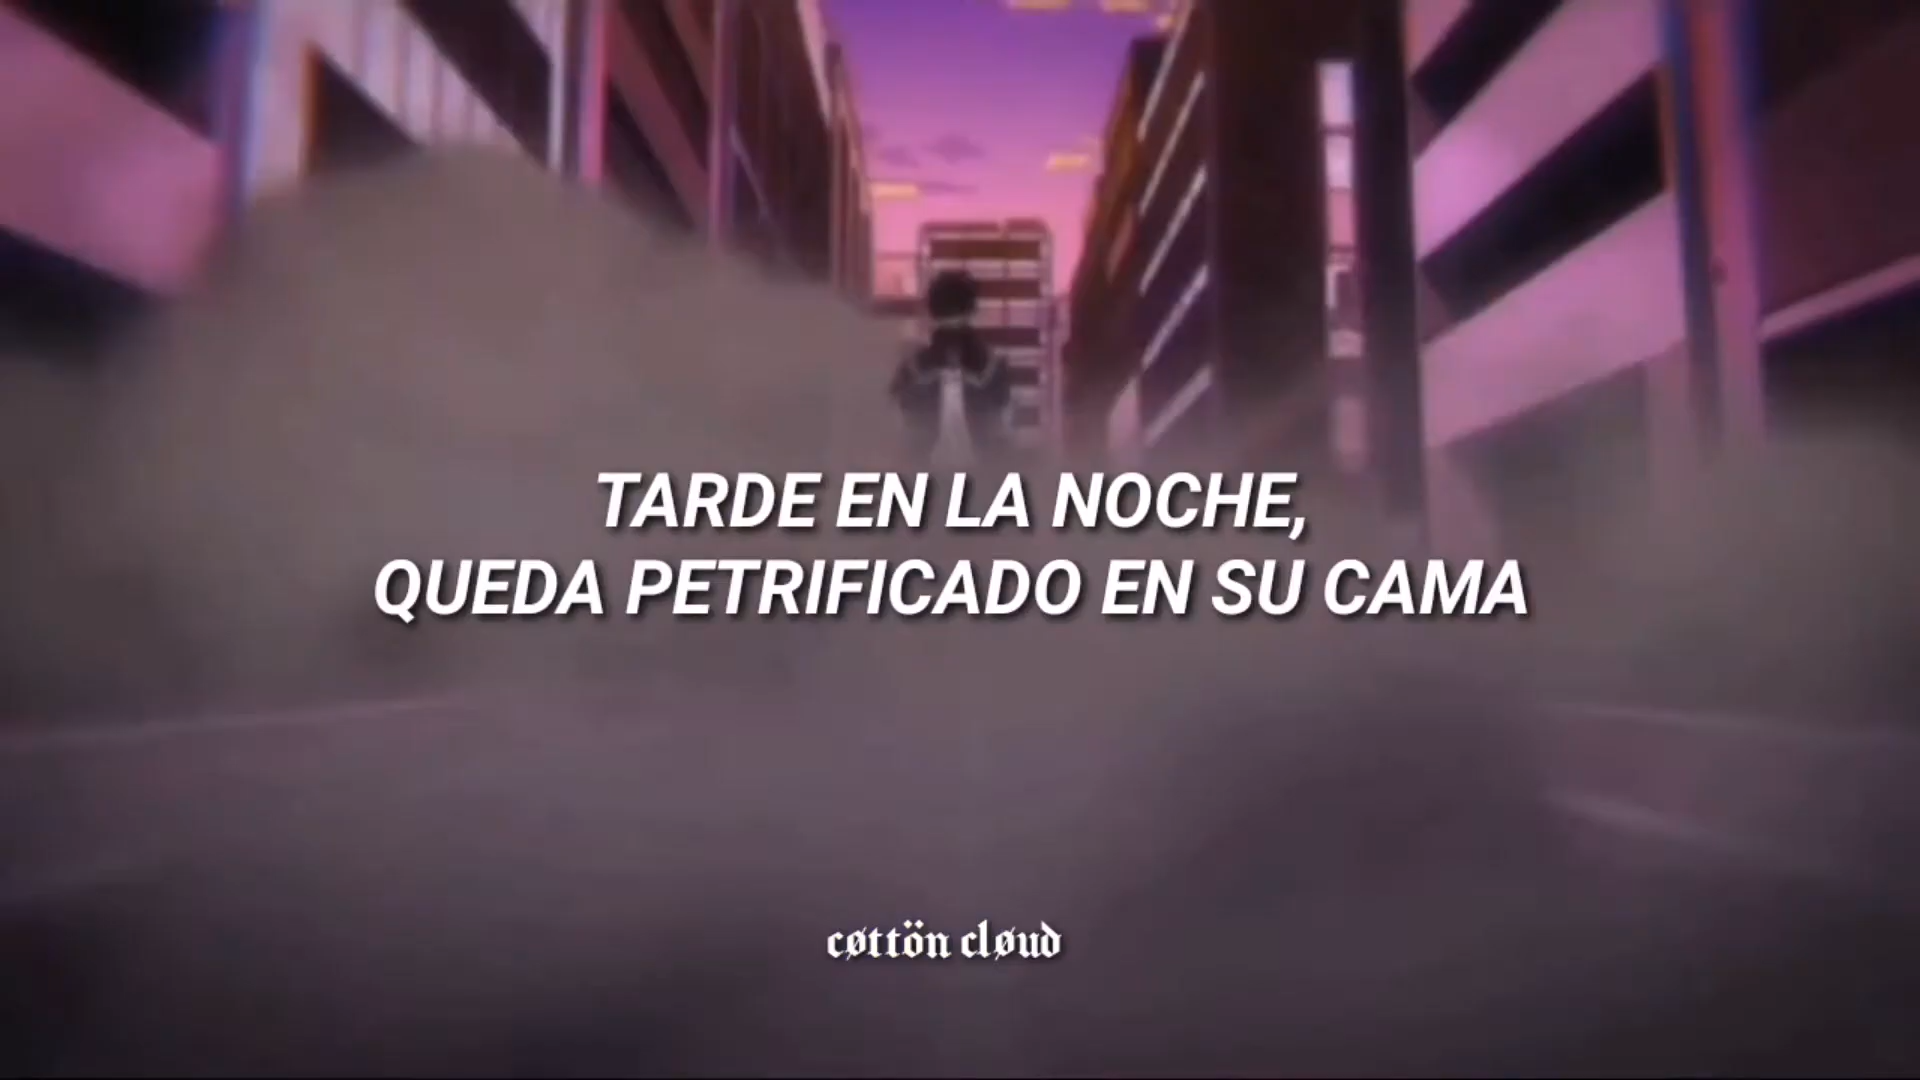 TARDE EN LA NOCHE,
QUEDA PETRIFICADO EN SU CAMA
cøttön cløud